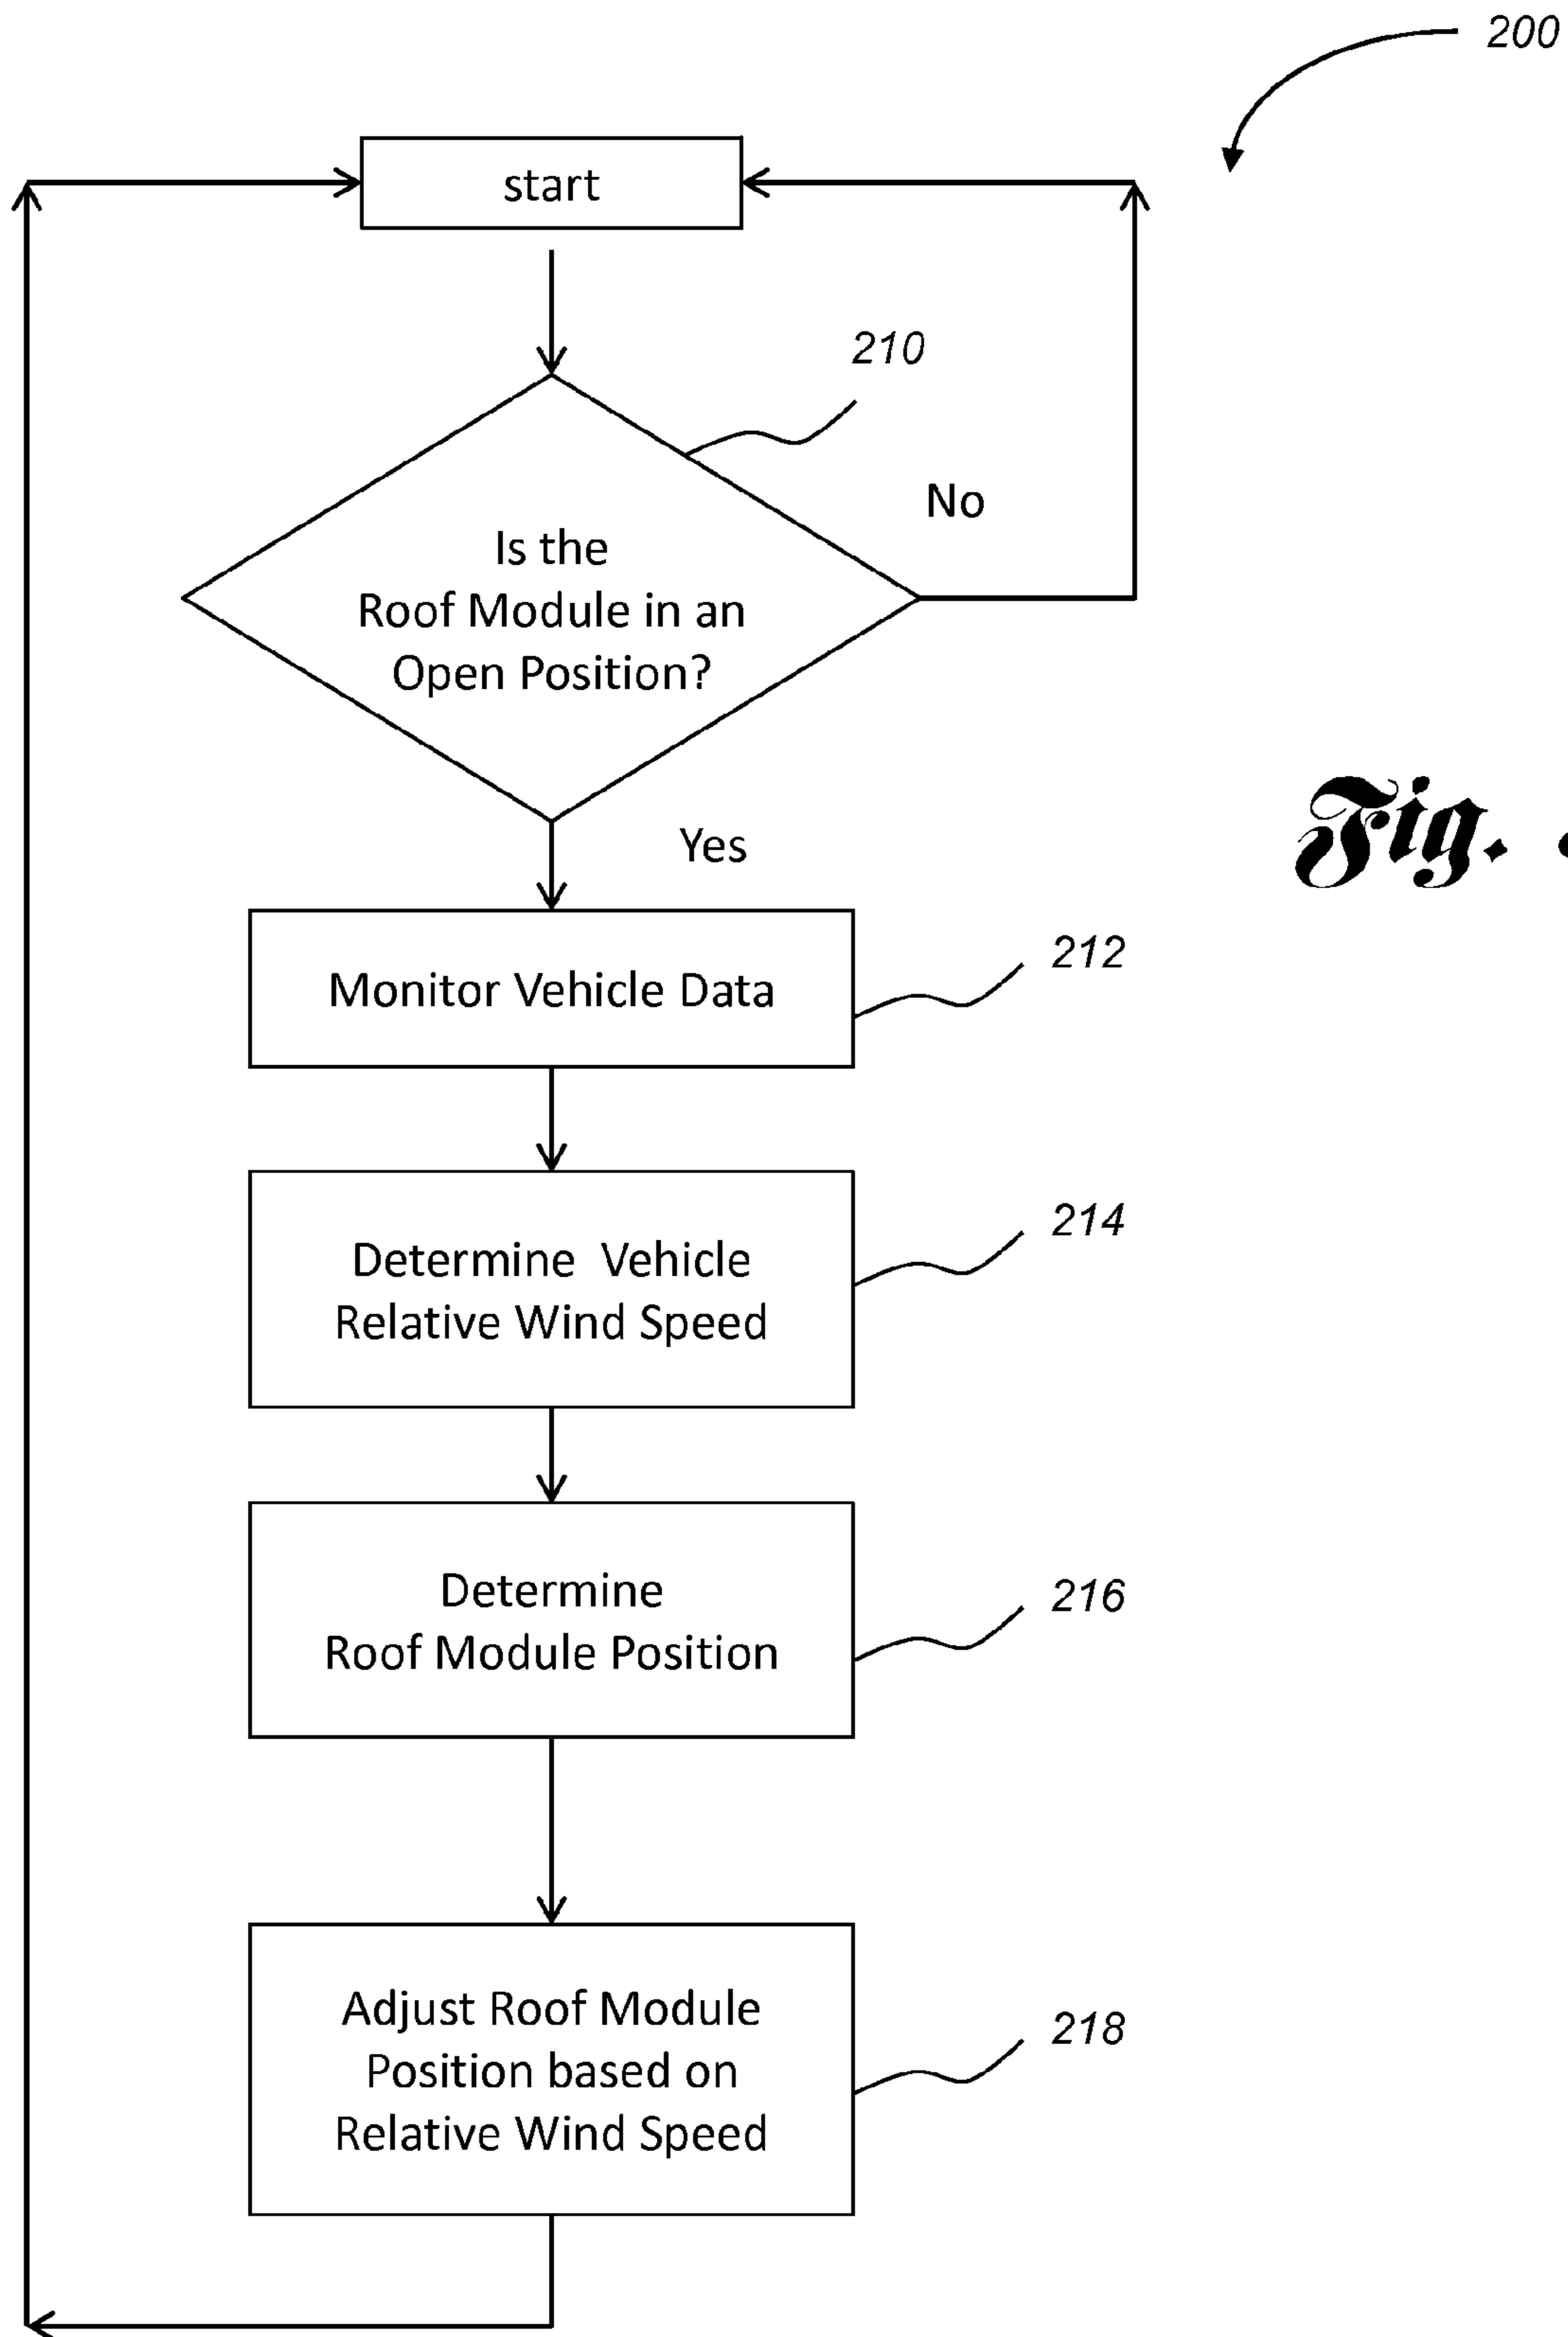 200
start
210
No
Is the
Roof Module in an
Open Position?
Yes
Fig.
Monitor Vehicle Data
212
Determine Vehicle
Relative Wind Speed
214
Determine
Roof Module Position
216
Adjust Roof Module
Position based on
Relative Wind Speed
218